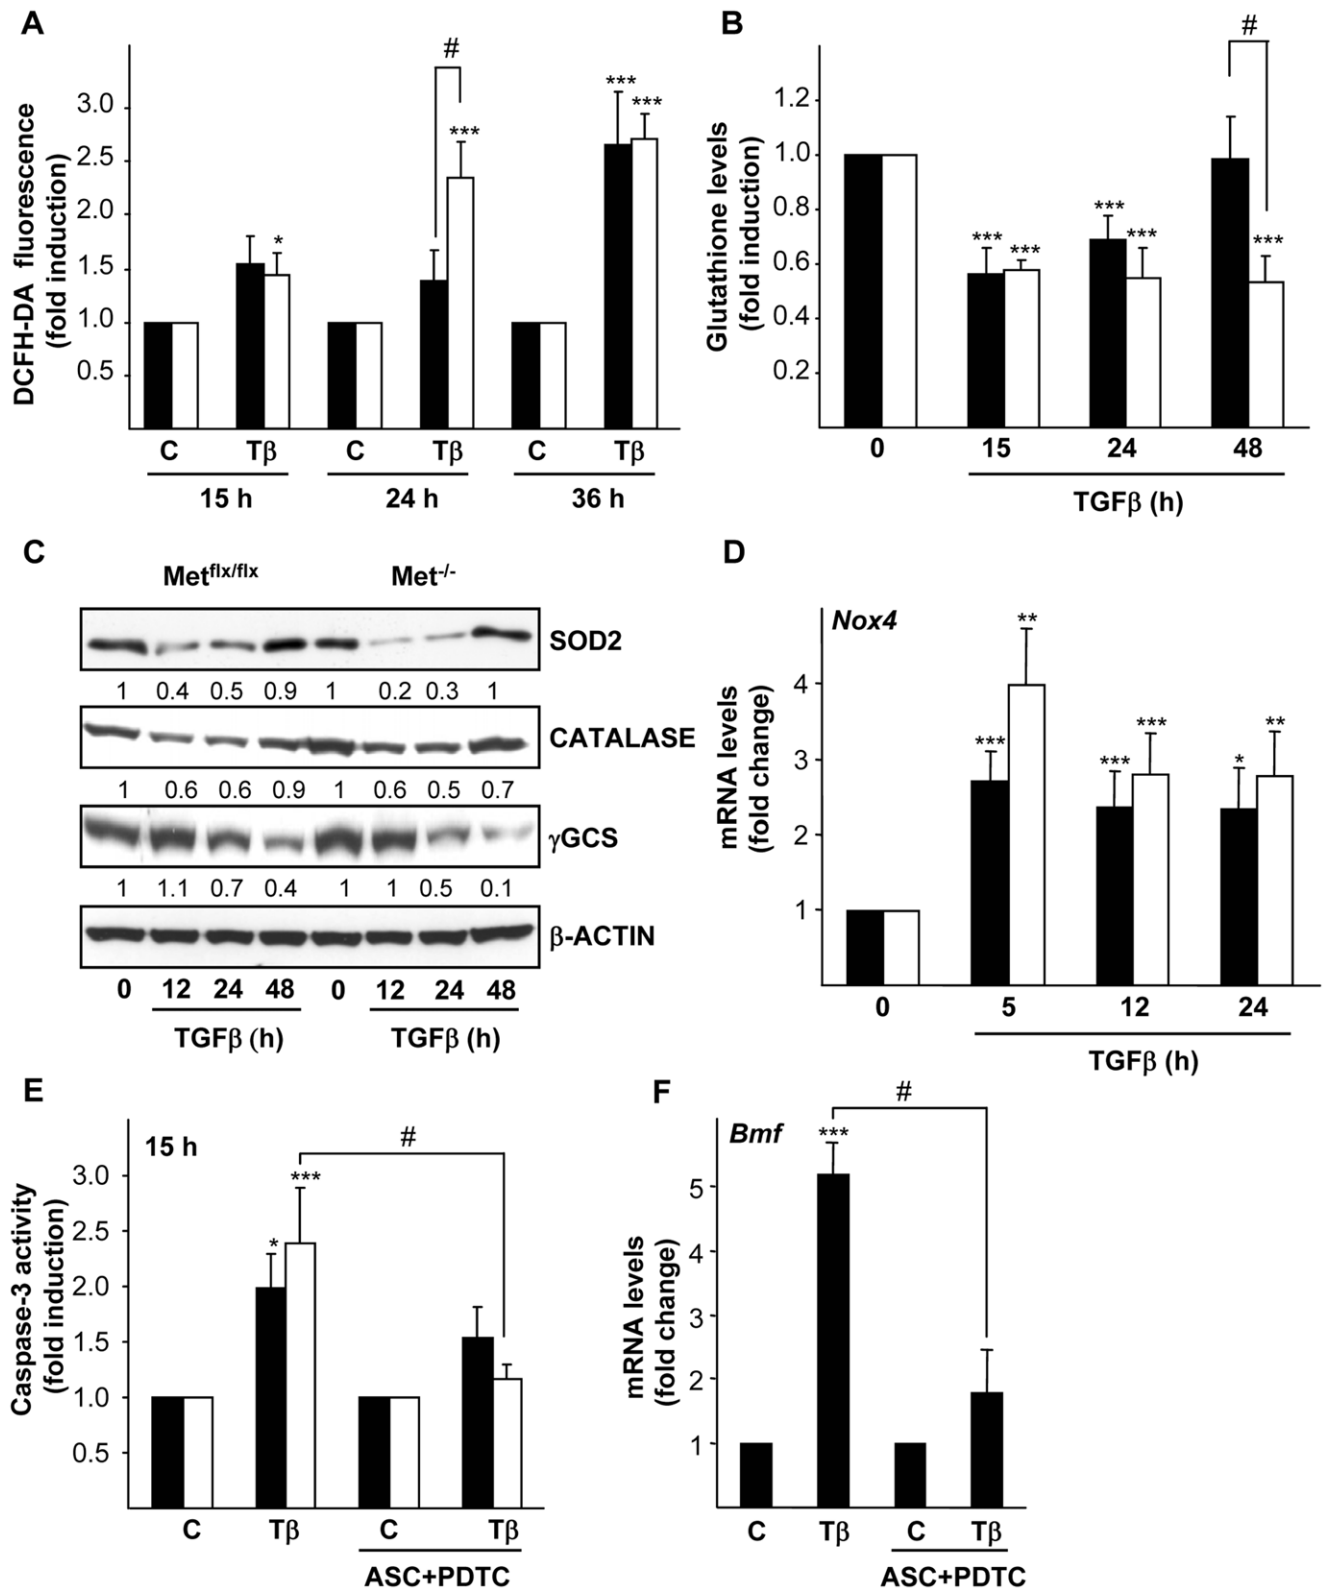 A
#
***
***
***
*
3.0
2.5
2.0
1.5
1.0
0.5
DCFH-DA fluorescence
(fold induction)
C Tβ C Tβ C Tβ
15 h 24 h 36 h
B
#
***
***
***
***
***
1.2
1.0
0.8
0.6
0.4
0.2
Glutathione levels
(fold induction)
0 15 24 48
TGFβ (h)
C
Metflx/flx Met-/-
SOD2
1 0.4 0.5 0.9 1 0.2 0.3 1
CATALASE
1 0.6 0.6 0.9 1 0.6 0.5 0.7
γGCS
1 1.1 0.7 0.4 1 1 0.5 0.1
β-ACTIN
0 12 24 48 0 12 24 48
TGFβ (h) TGFβ (h)
D
Nox4
**
***
***
***
*
**
4
3
2
1
mRNA levels
(fold change)
0 5 12 24
TGFβ (h)
E
15 h
#
***
*
3.0
2.5
2.0
1.5
1.0
0.5
Caspase-3 activity
(fold induction)
C Tβ C Tβ
ASC+PDTC
F
Bmf
#
***
5
4
3
2
1
mRNA levels
(fold change)
C Tβ C Tβ
ASC+PDTC